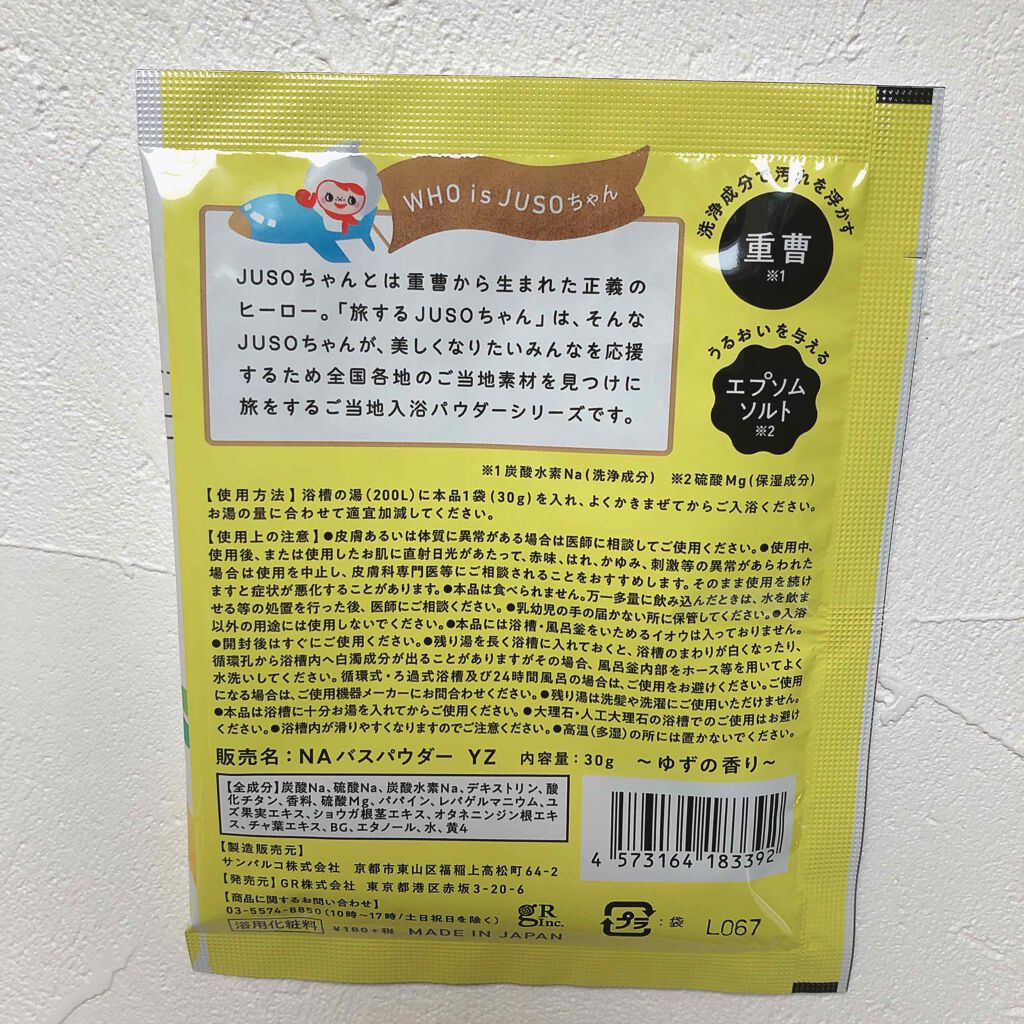 WHO is JUSOちゃん
JUSOちゃんとは重曹から生まれた正義の
ヒーロー。「旅するJUSOちゃん」は、そんな
JUSOちゃんが、美しくなりたいみんなを応援
するため全国各地のご当地素材を見つけに
旅をするご当地入浴パウダーシリーズです。
洗浄成分で汚れを浮かす
重曹
※1
うるおいを与える
エプソム
ソルト
※2
※1 炭酸水素Na(洗浄成分) ※2 硫酸Mg(保湿成分)
【使用方法】浴槽の湯(200L)に本品1袋(30g)を入れ、よくかきまぜてからご入浴ください。
お湯の量に合わせて適宜加減してください。
【使用上の注意】●皮膚あるいは体質に異常がある場合は医師に相談してご使用ください。●使用中、
使用後、または使用したお肌に直射日光があたって、赤味、はれ、かゆみ、刺激等の異常があらわれた
場合は使用を中止し、皮膚科専門医等にご相談されることをおすすめします。そのまま使用を続け
ますと症状が悪化することがあります。●本品は食べられません。万一多量に飲み込んだときは、水を飲ま
せる等の処置を行った後、医師にご相談ください。●乳幼児の手の届かない所に保管してください。●入浴
以外の用途には使用しないでください。●本品には浴槽・風呂釜をいためるイオウは入っておりません。
●開封後はすぐにご使用ください。●残り湯を長く浴槽に入れておくと、浴槽のまわりが白くなったり、
循環孔から浴槽内へ白濁成分が出ることがありますがその場合、風呂釜内部をホース等を用いてよく
水洗いしてください。循環式・ろ過式浴槽及び24時間風呂の場合は、ご使用をお避けください。ご使用
になる場合は、ご使用機器メーカーにお問合わせください。●残り湯は洗髪や洗濯にご使用いただけません。
●本品は浴槽に十分お湯を入れてからご使用ください。●大理石・人工大理石の浴槽でのご使用はお避け
ください。●浴槽内が滑りやすくなりますのでご注意ください。●高温(多湿)の所には置かないでください。
販売名:NAバスパウダー YZ 内容量:30g ～ゆずの香り～
【全成分】炭酸Na、硫酸Na、炭酸水素Na、デキストリン、酸
化チタン、香料、硫酸Mg、パパイン、レパゲルマニウム、ユ
ズ果実エキス、ショウガ根茎エキス、オタネニンジン根エキ
ス、チャ葉エキス、BG、エタノール、水、黄4
4 573164 183392
【製造販売元】
サンパルコ株式会社 京都市東山区福稲上高松町64-2
【発売元】GR株式会社 東京都港区赤坂3-20-6
【商品に関するお問い合わせ】
03-5574-8850(10時～17時/土日祝日を除く)
浴用化粧料 ¥180+税 MADE IN JAPAN
gR
Inc.
プラ
:袋
L067